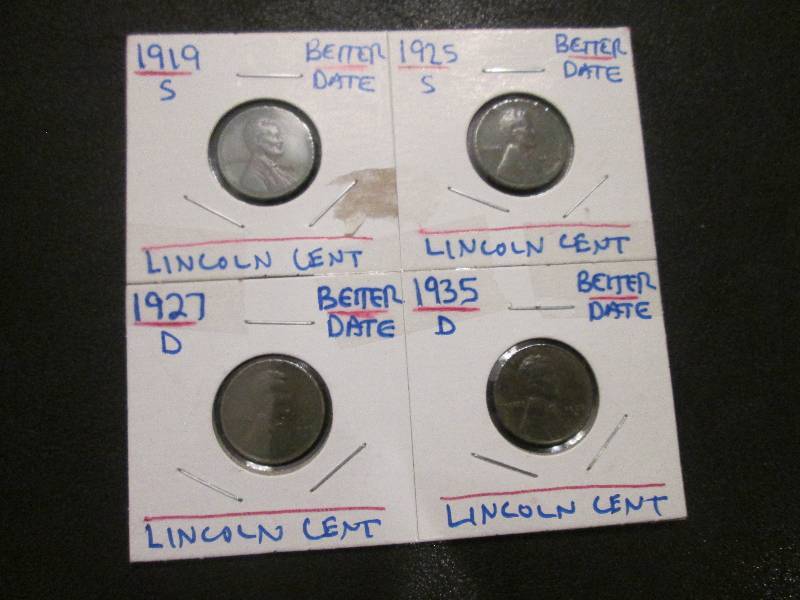 1919
S
BETTER
DATE
LINCOLN CENT
1925
S
BETTER
DATE
LINCOLN CENT
1927
D
BETTER
DATE
LINCOLN CENT
1935
D
BETTER
DATE
LINCOLN CENT